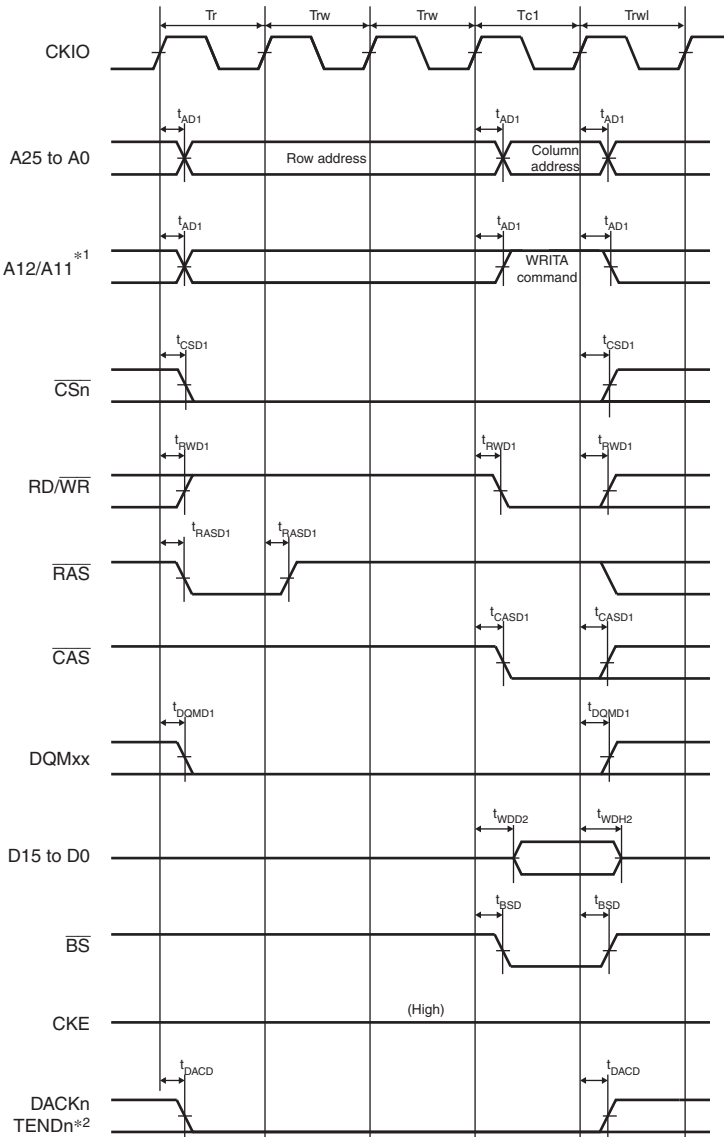 Tr Trw Trw Tc1 Trwl
CKIO
tAD1 tAD1 tAD1
A25 to A0 Row address Column address
tAD1 tAD1 tAD1
A12/A11*1 WRITA command
tCSD1 tCSD1
CSn
tRWD1 tRWD1 tRWD1
RD/WR
tRASD1 tRASD1
RAS
tCASD1 tCASD1
CAS
tDQMD1 tDQMD1
DQMxx
tWDD2 tWDH2
D15 to D0
tBSD tBSD
BS
(High)
CKE
tDACD tDACD
DACKn
TENDn*2